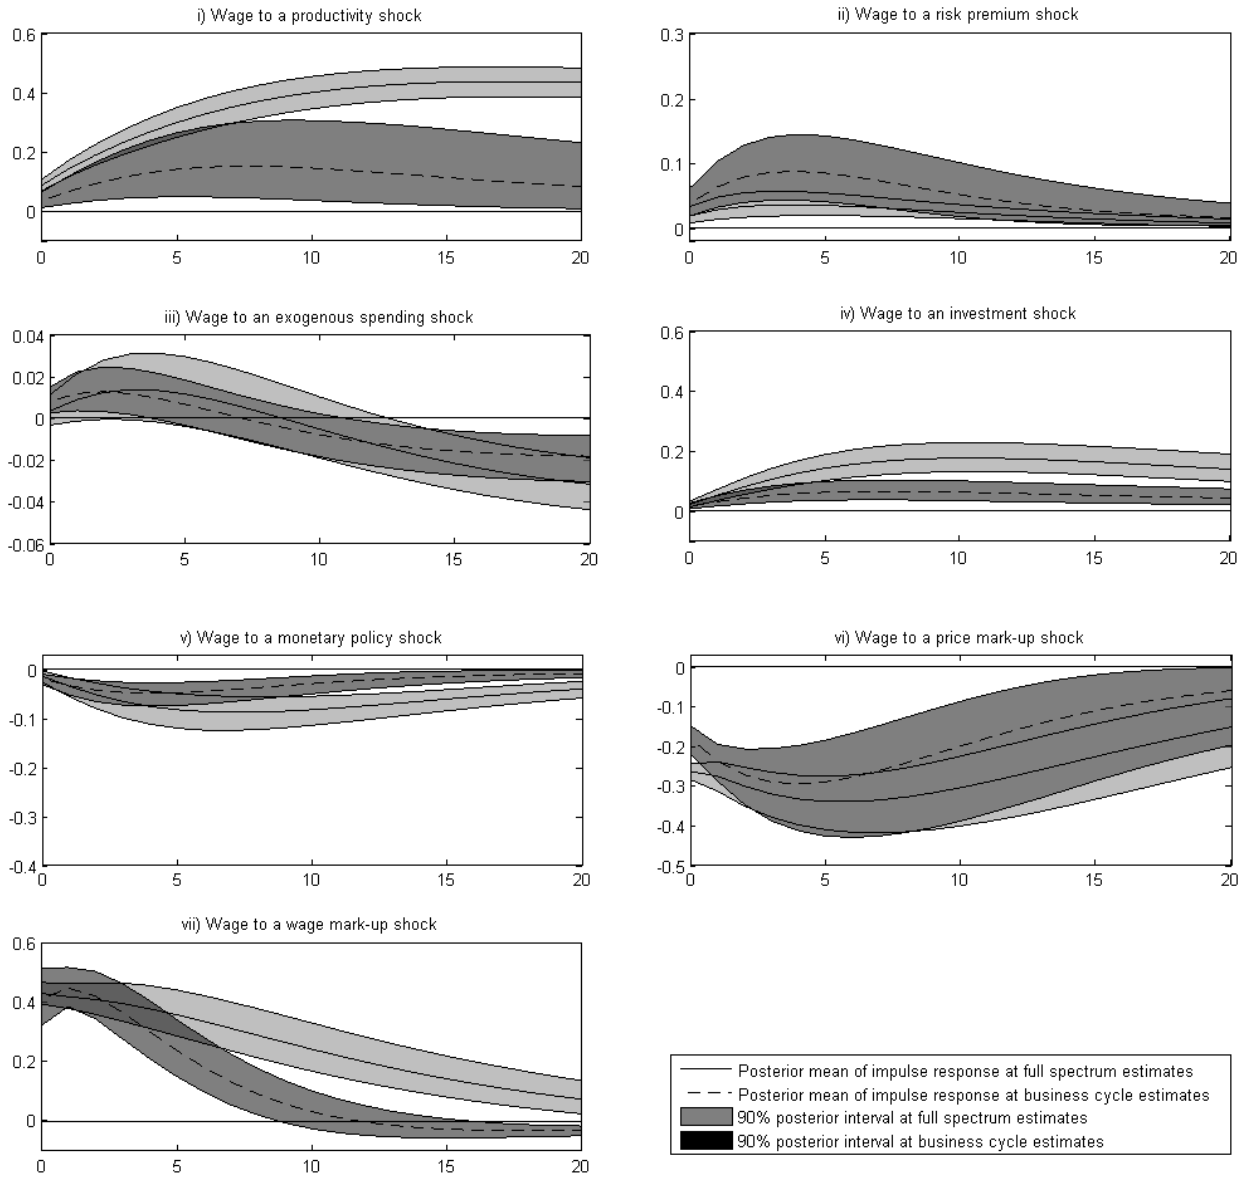 i) Wage to a productivity shock
0.6
0.4
0.2
0
0 5 10 15 20
ii) Wage to a risk premium shock
0.3
0.2
0.1
0
0 5 10 15 20
iii) Wage to an exogenous spending shock
0.04
0.02
0
-0.02
-0.04
-0.06
0 5 10 15 20
iv) Wage to an investment shock
0.6
0.4
0.2
0
0 5 10 15 20
v) Wage to a monetary policy shock
0
-0.1
-0.2
-0.3
-0.4
0 5 10 15 20
vi) Wage to a price mark-up shock
0
-0.1
-0.2
-0.3
-0.4
-0.5
0 5 10 15 20
vii) Wage to a wage mark-up shock
0.6
0.4
0.2
0
0 5 10 15 20
Posterior mean of impulse response at full spectrum estimates
Posterior mean of impulse response at business cycle estimates
90% posterior interval at full spectrum estimates
90% posterior interval at business cycle estimates